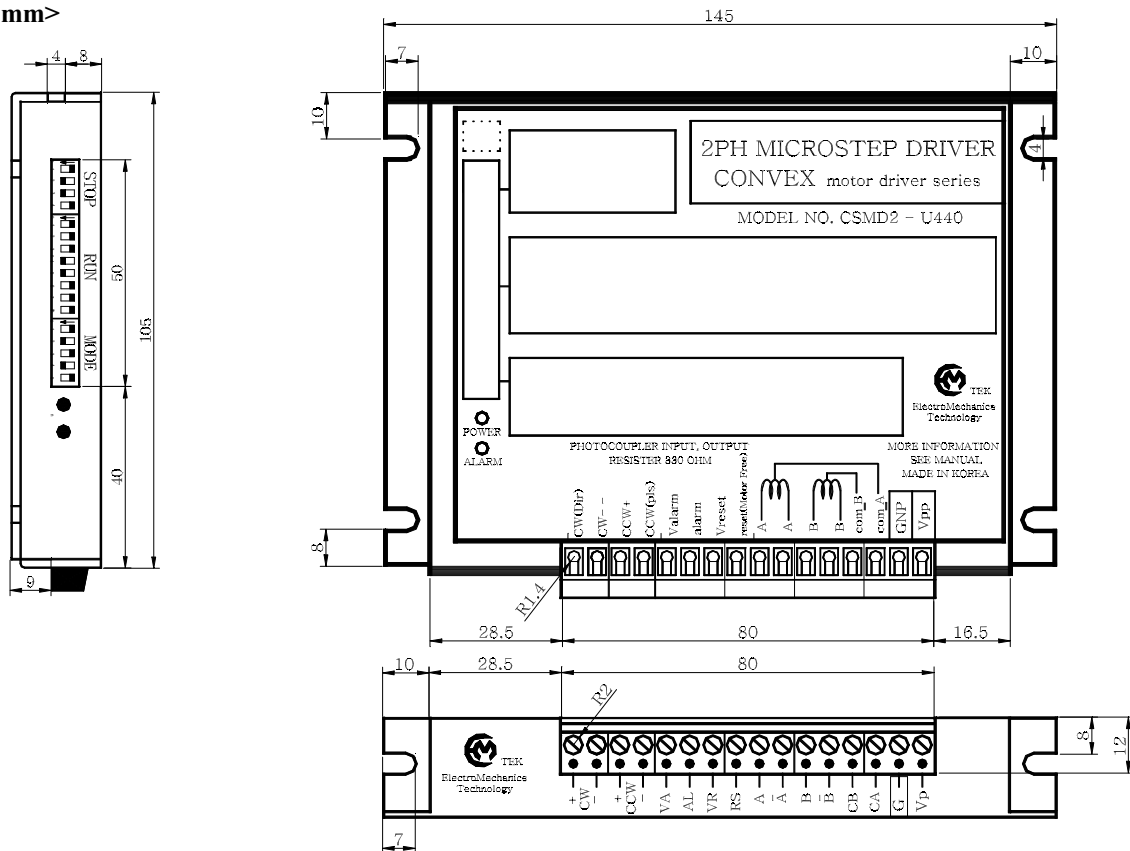 mm>
145
4
8
7
10
10
4
STOP
RUN
MODE
50
105
40
9
8
2PH MICROSTEP DRIVER
CONVEX motor driver series
MODEL NO. CSMD2 - U440
TEK
ElectroMechanics
Technology
POWER
ALARM
PHOTOCOUPLER INPUT, OUTPUT
RESISTER 330 OHM
MORE INFORMATION
SEE MANUAL
MADE IN KOREA
CW(Dir)
CW-
CCW+
CCW(pls)
Valarm
alarm
Vreset
reset(Motor Free)
A
A
B
B
com B
com A
GNP
Vpp
R1.4
28.5
80
16.5
10
28.5
80
R2
TEK
ElectroMechanics
Technology
+
CW
-
+
CCW
-
VA
AL
VR
RS
A
-A
B
-B
CB
CA
G
Vp
8
12
7